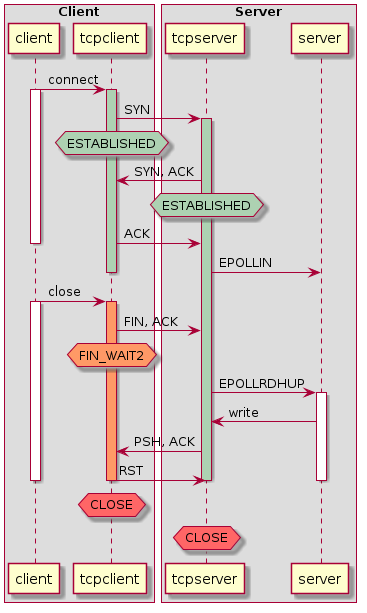 Client Server
client tcpclient tcpserver server
connect
SYN
ESTABLISHED
SYN, ACK
ESTABLISHED
ACK
EPOLLIN
close
FIN, ACK
FIN_WAIT2
EPOLLRDHUP
write
PSH, ACK
RST
CLOSE
CLOSE
client tcpclient tcpserver server